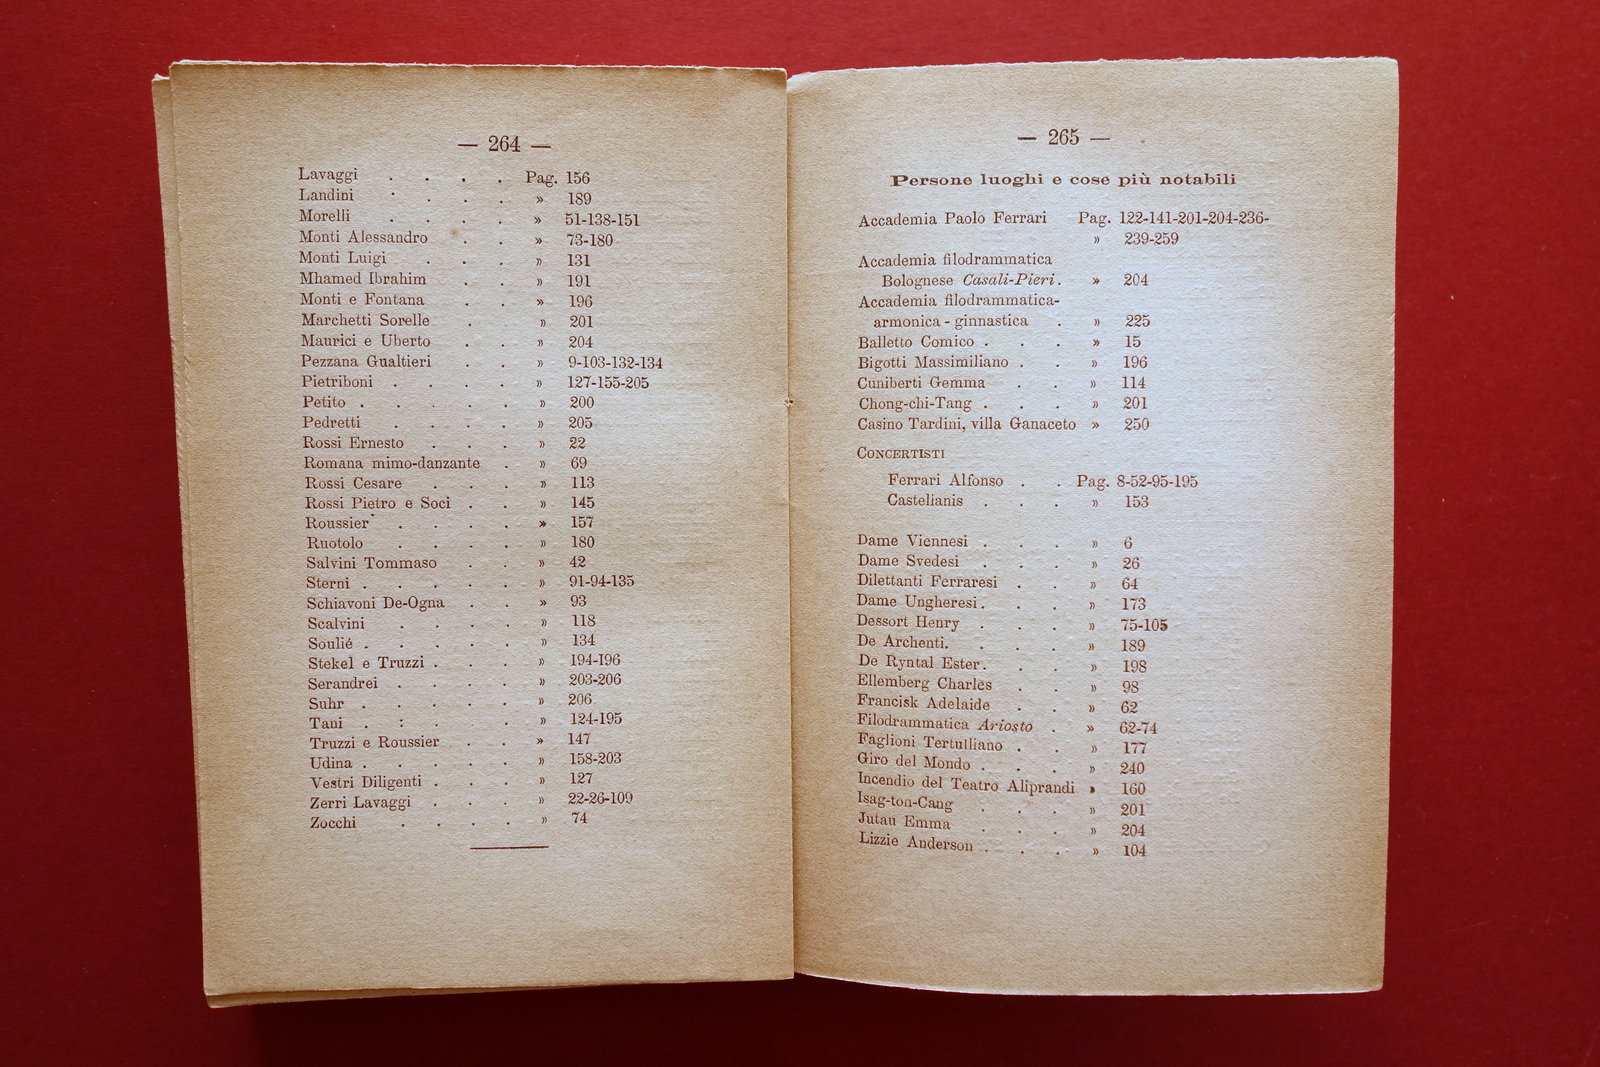 — 264 —
Lavaggi . . . . Pag. 156
Landini . . . . » 189
Morelli . . . . » 51-138-151
Monti Alessandro . . » 73-180
Monti Luigi . . . » 131
Mhamed Ibrahim . . » 191
Monti e Fontana . . » 196
Marchetti Sorelle . . » 201
Maurici e Uberto . . » 204
Pezzana Gualtieri . . » 9-103-132-134
Pietriboni . . . . » 127-155-205
Petito . . . . . » 200
Pedretti . . . . » 205
Rossi Ernesto . . . » 22
Romana mimo-danzante . » 69
Rossi Cesare . . . » 113
Rossi Pietro e Soci . . » 145
Roussier . . . . » 157
Ruotolo . . . . » 180
Salvini Tommaso . . » 42
Sterni . . . . . » 91-94-135
Schiavoni De-Ogna . . » 93
Scalvini . . . . » 118
Soulié . . . . . » 134
Stekel e Truzzi . . . » 194-196
Serandrei . . . . » 203-206
Suhr . . . . . » 206
Tani . : . . » 124-195
Truzzi e Roussier . . » 147
Udina . . . . . » 158-203
Vestri Diligenti . . . » 127
Zerri Lavaggi . . . » 22-26-109
Zocchi . . . . » 74
— 265 —
Persone luoghi e cose più notabili
Accademia Paolo Ferrari Pag. 122-141-201-204-236-
» 239-259
Accademia filodrammatica
Bolognese Casali-Pieri. » 204
Accademia filodrammatica-
armonica - ginnastica . » 225
Balletto Comico . . . » 15
Bigotti Massimiliano . . » 196
Cuniberti Gemma . . » 114
Chong-chi-Tang . . . » 201
Casino Tardini, villa Ganaceto » 250
CONCERTISTI
Ferrari Alfonso . . Pag. 8-52-95-195
Castellanis . . . » 153
Dame Viennesi . . . » 6
Dame Svedesi . . . » 26
Dilettanti Ferraresi . . » 64
Dame Ungheresi . . . » 173
Dessort Henry . . . » 75-105
De Archenti. . . . » 189
De Ryntal Ester . . . » 198
Ellemberg Charles . . » 98
Francisk Adelaide . . » 62
Filodrammatica Ariosto . » 62-74
Faglioni Tertulliano . . » 177
Giro del Mondo . . . » 240
Incendio del Teatro Aliprandi » 160
Isag-ton-Cang . . . » 201
Jutau Emma . . . » 204
Lizzie Anderson . . . » 104